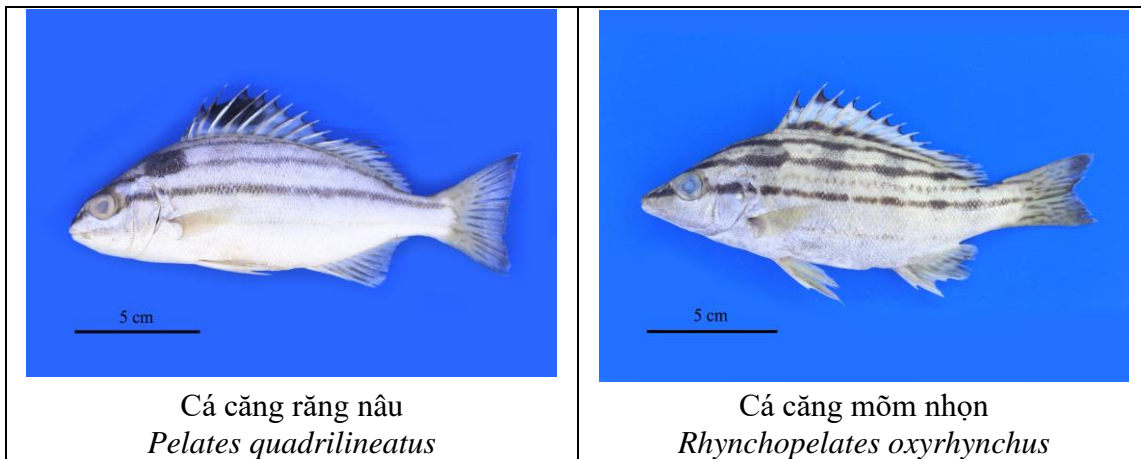 5 cm
5 cm
Cá căng răng nâu
Pelates quadrilineatus
Cá căng mõm nhọn
Rhynchopelates oxyrhynchus